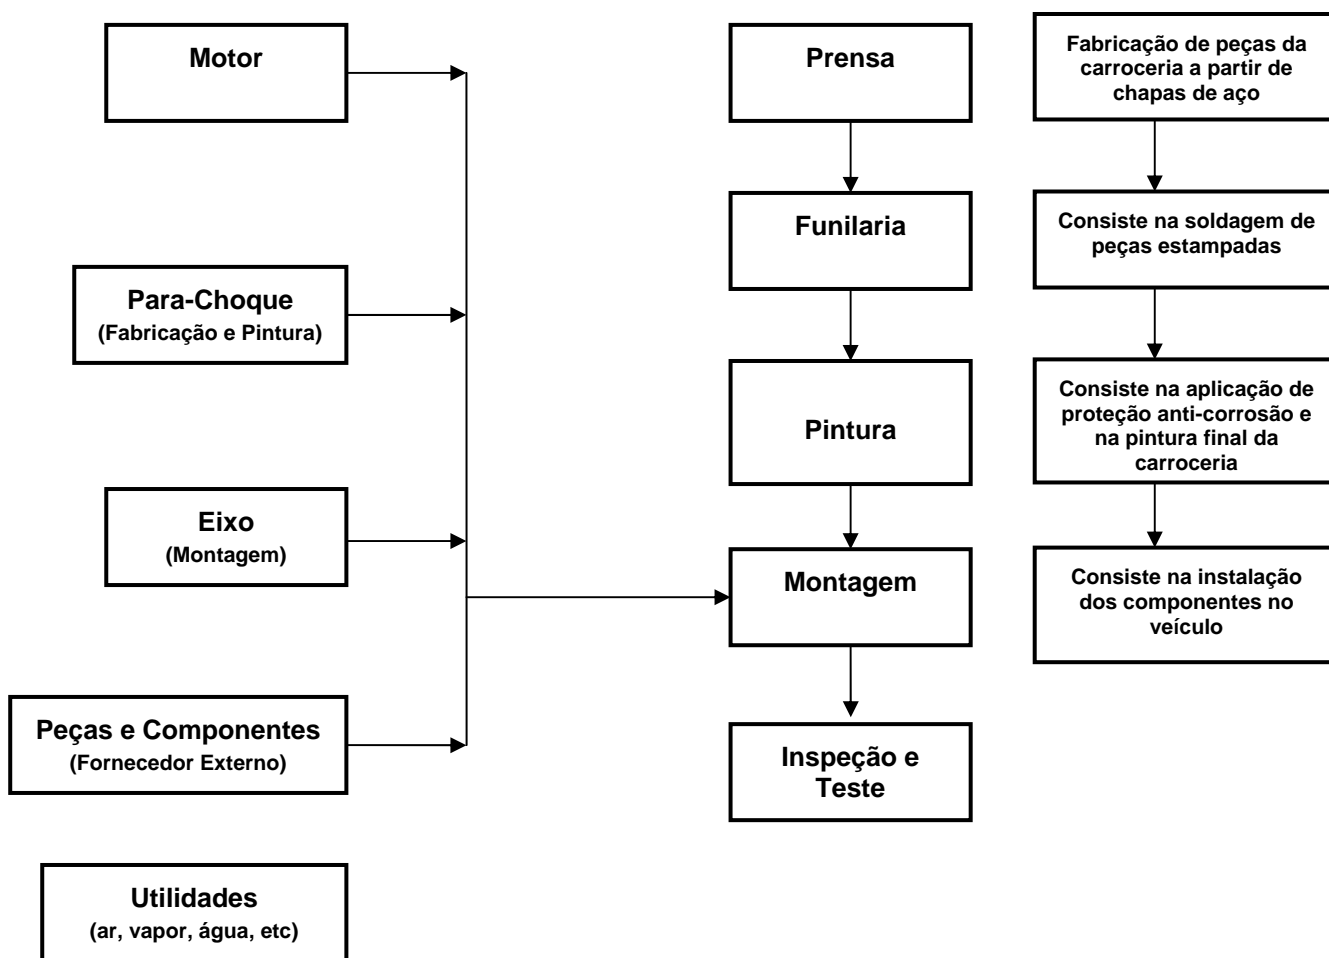 Motor
Para-Choque
(Fabricação e Pintura)
Eixo
(Montagem)
Peças e Componentes
(Fornecedor Externo)
Utilidades
(ar, vapor, água, etc)
Prensa
Funilaria
Pintura
Montagem
Inspeção e
Teste
Fabricação de peças da
carroceria a partir de
chapas de aço
Consiste na soldagem de
peças estampadas
Consiste na aplicação de
proteção anti-corrosão e
na pintura final da
carroceria
Consiste na instalação
dos componentes no
veículo